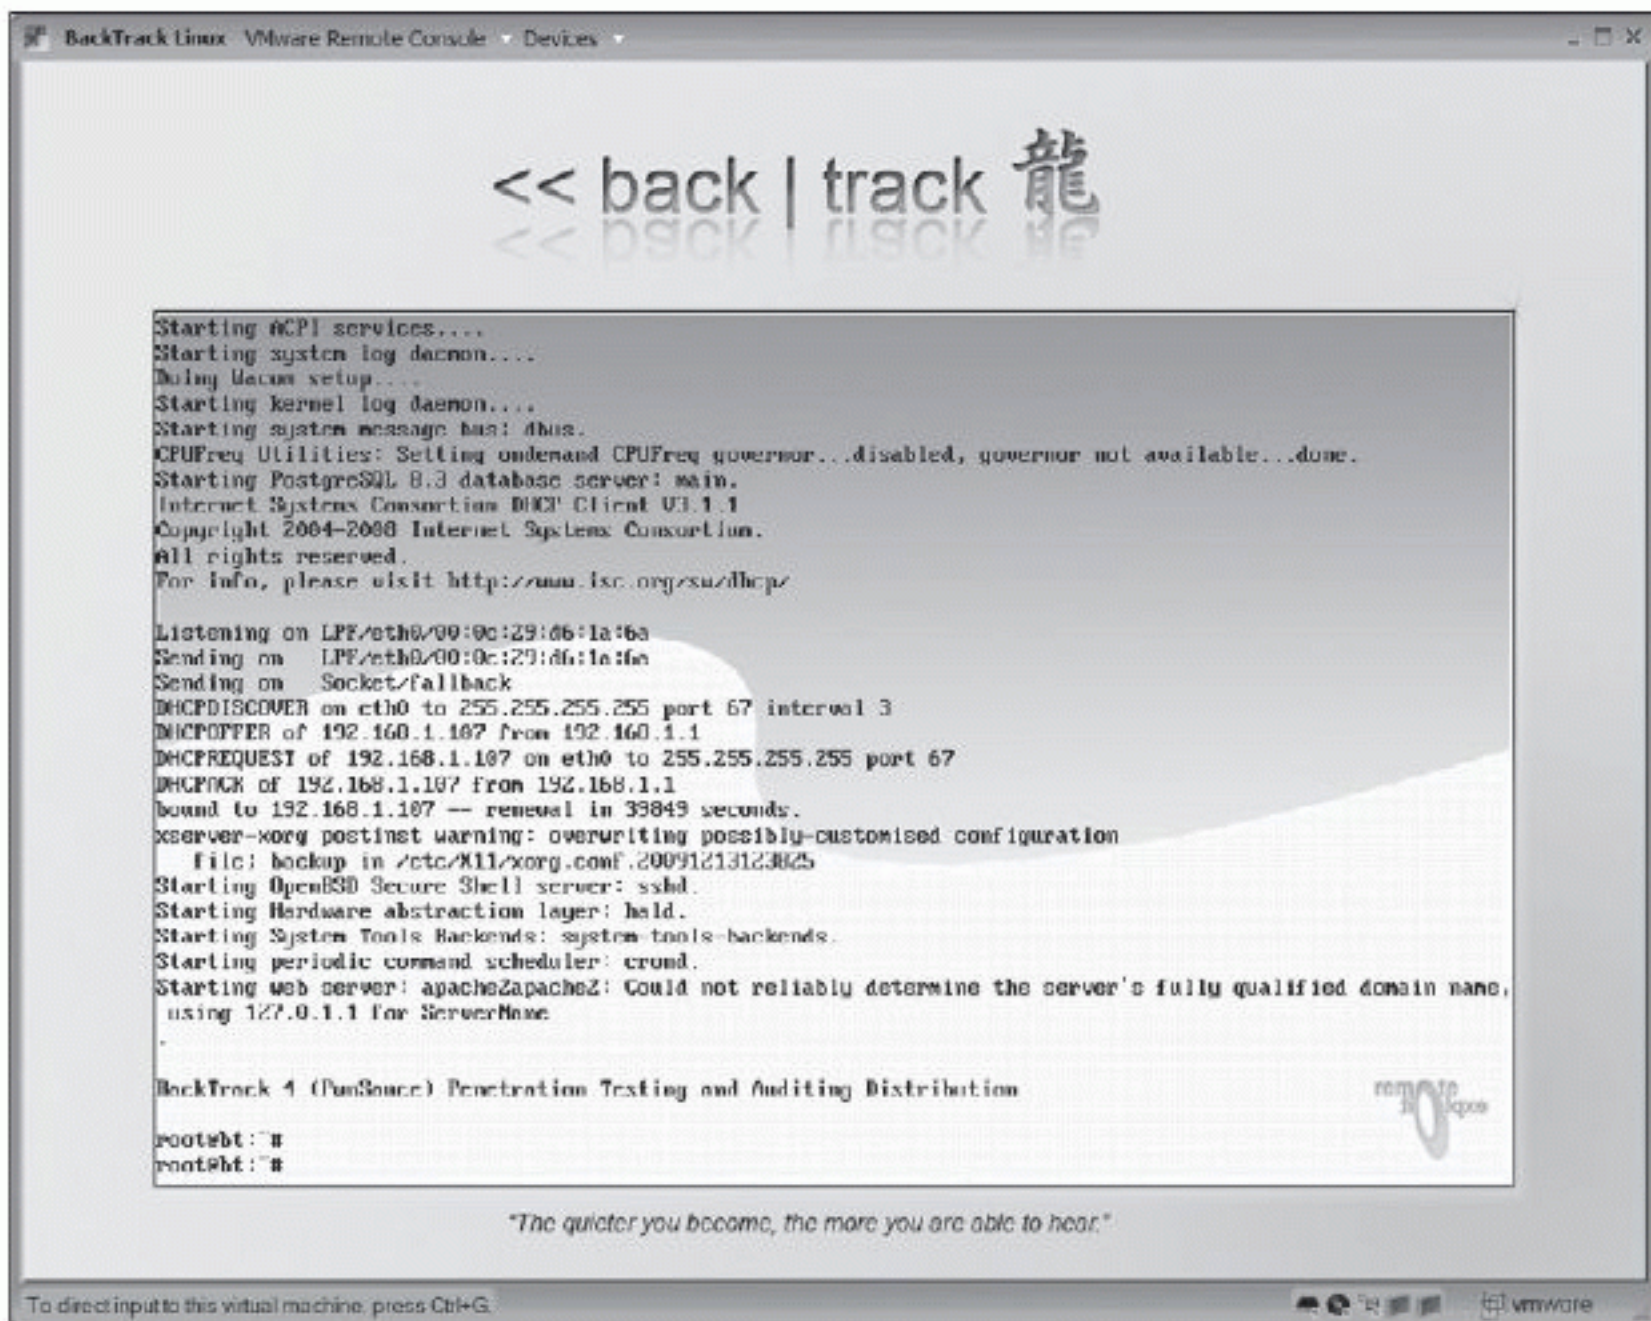 BackTrack Linux VMware Remote Console Devices
<< back | track 龍
Starting ACPI services....
Starting system log daemon....
Doing Wacom setup....
Starting kernel log daemon....
Starting system message bus: dbus.
CPUFreq Utilities: Setting ondemand CPUFreq governor...disabled, governor not available...done.
Starting PostgreSQL 8.3 database server: main.
Internet Systems Consortium DHCP Client V3.1.1
Copyright 2004-2008 Internet Systems Consortium.
All rights reserved.
For info, please visit http://www.isc.org/sw/dhcp/
Listening on LPF/eth0/00:0c:29:d6:1a:6a
Sending on   LPF/eth0/00:0c:29:d6:1a:6a
Sending on   Socket/fallback
DHCPDISCOVER on eth0 to 255.255.255.255 port 67 interval 3
DHCPOFFER of 192.168.1.107 from 192.168.1.1
DHCPREQUEST of 192.168.1.107 on eth0 to 255.255.255.255 port 67
DHCPACK of 192.168.1.107 from 192.168.1.1
bound to 192.168.1.107 -- renewal in 39849 seconds.
xserver-xorg postinst warning: overwriting possibly-customised configuration
file; backup in /etc/X11/xorg.conf.20091213123825
Starting OpenBSD Secure Shell server: sshd.
Starting Hardware abstraction layer: hald.
Starting System Tools Backends: system-tools-backends.
Starting periodic command scheduler: crond.
Starting web server: apache2apache2: Could not reliably determine the server's fully qualified domain name,
using 127.0.1.1 for ServerName
.
BackTrack 4 (PwnSauce) Penetration Testing and Auditing Distribution
remote
root@bt:~#
root@bt:~#
"The quieter you become, the more you are able to hear."
To direct input to this virtual machine, press Ctrl+G.
vmware